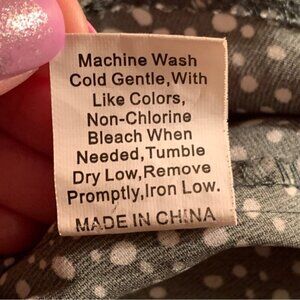 Machine Wash
Cold Gentle,With
Like Colors,
Non-Chlorine
Bleach When
Needed,Tumble
Dry Low,Remove
Promptly,Iron Low.
MADE IN CHINA